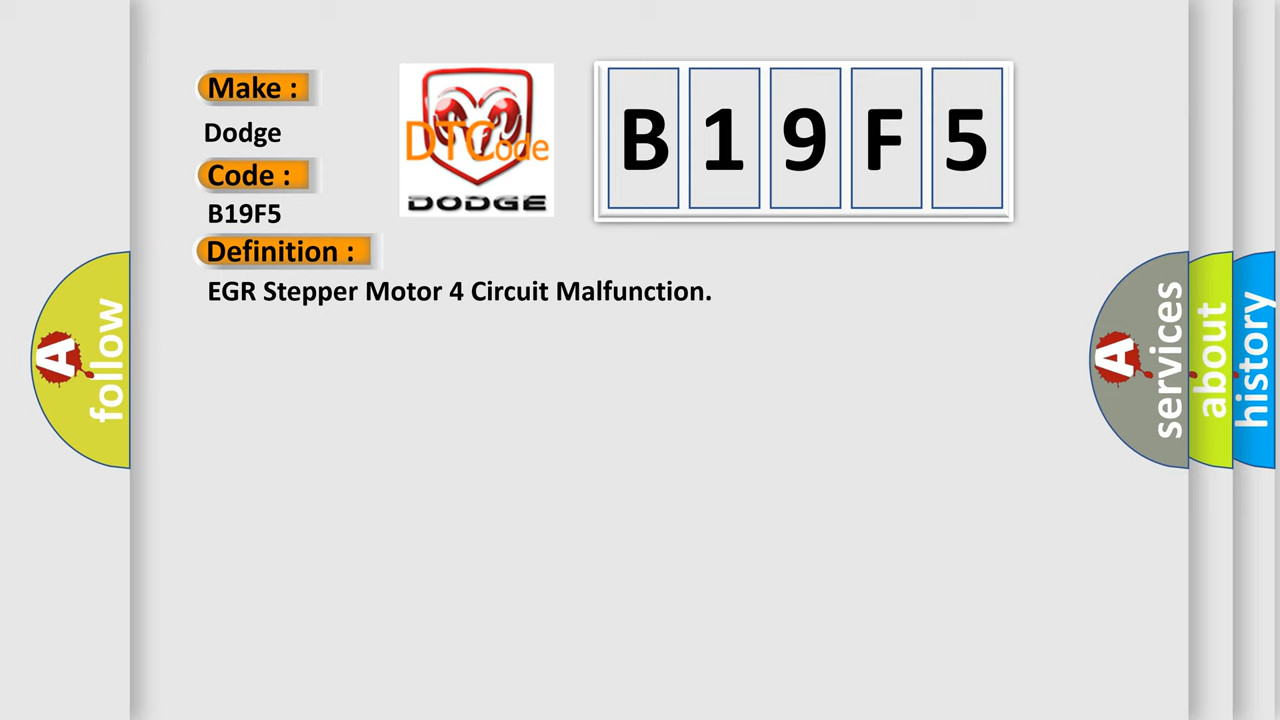 Make :
Dodge
Code :
B19F5
Definition :
EGR Stepper Motor 4 Circuit Malfunction.
DTCode
DODGE
B 1 9 F 5
A follow
A services
about
history